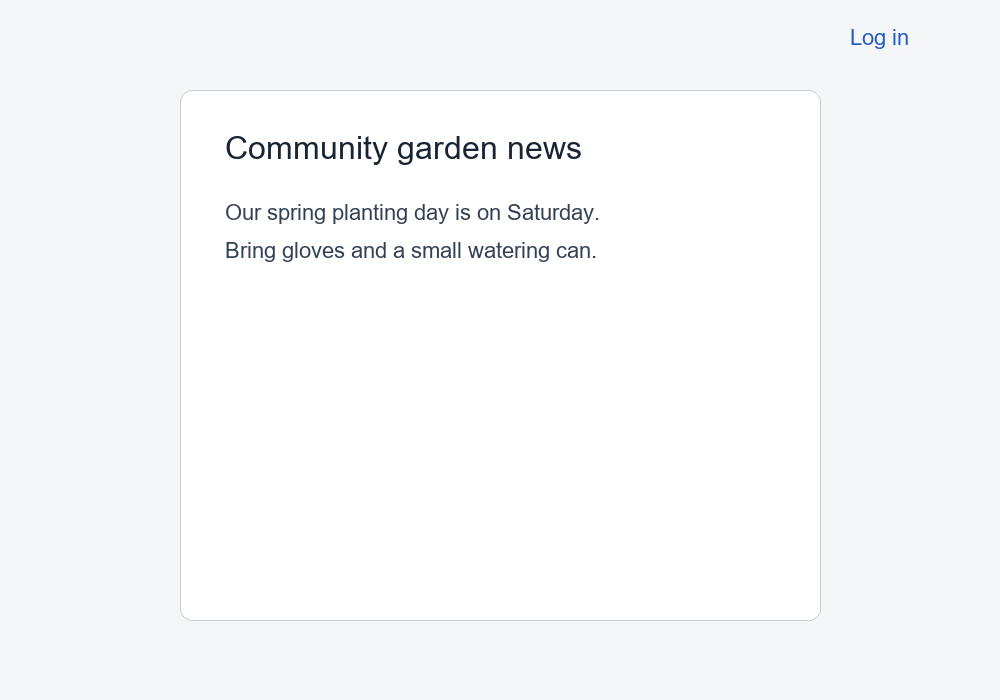 Log in
Community garden news
Our spring planting day is on Saturday.
Bring gloves and a small watering can.